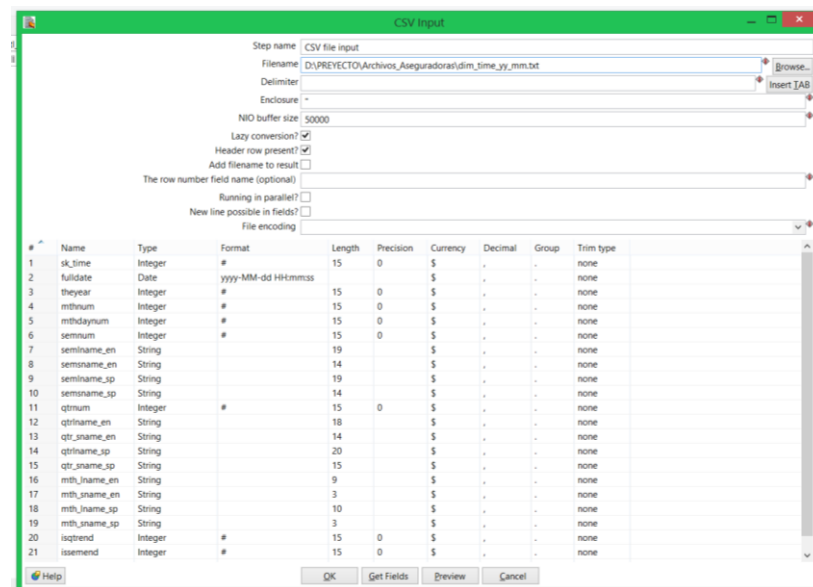 CSV Input
Step name CSV file input
Filename D:\PREYECTO\Archivos_Aseguradoras\dim_time_yy_mm.txt Browse...
Delimiter Insert TAB
Enclosure "
NIO buffer size 50000
Lazy conversion?
Header row present?
Add filename to result
The row number field name (optional)
Running in parallel?
New line possible in fields?
File encoding
# Name Type Format Length Precision Currency Decimal Group Trim type
1 sk_time Integer # 15 0 $ , . none
2 fulldate Date yyyy-MM-dd HH:mm:ss $ , . none
3 theyear Integer # 15 0 $ , . none
4 mthnum Integer # 15 0 $ , . none
5 mthdaynum Integer # 15 0 $ , . none
6 semnum Integer # 15 0 $ , . none
7 semlname_en String 19 $ , . none
8 semsname_en String 14 $ , . none
9 semlname_sp String 19 $ , . none
10 semsname_sp String 14 $ , . none
11 qtrnum Integer # 15 0 $ , . none
12 qtrlname_en String 18 $ , . none
13 qtr_sname_en String 14 $ , . none
14 qtrlname_sp String 20 $ , . none
15 qtr_sname_sp String 15 $ , . none
16 mth_lname_en String 9 $ , . none
17 mth_sname_en String 3 $ , . none
18 mth_lname_sp String 10 $ , . none
19 mth_sname_sp String 3 $ , . none
20 isqtrend Integer # 15 0 $ , . none
21 issemend Integer # 15 0 $ , . none
Help OK Get Fields Preview Cancel